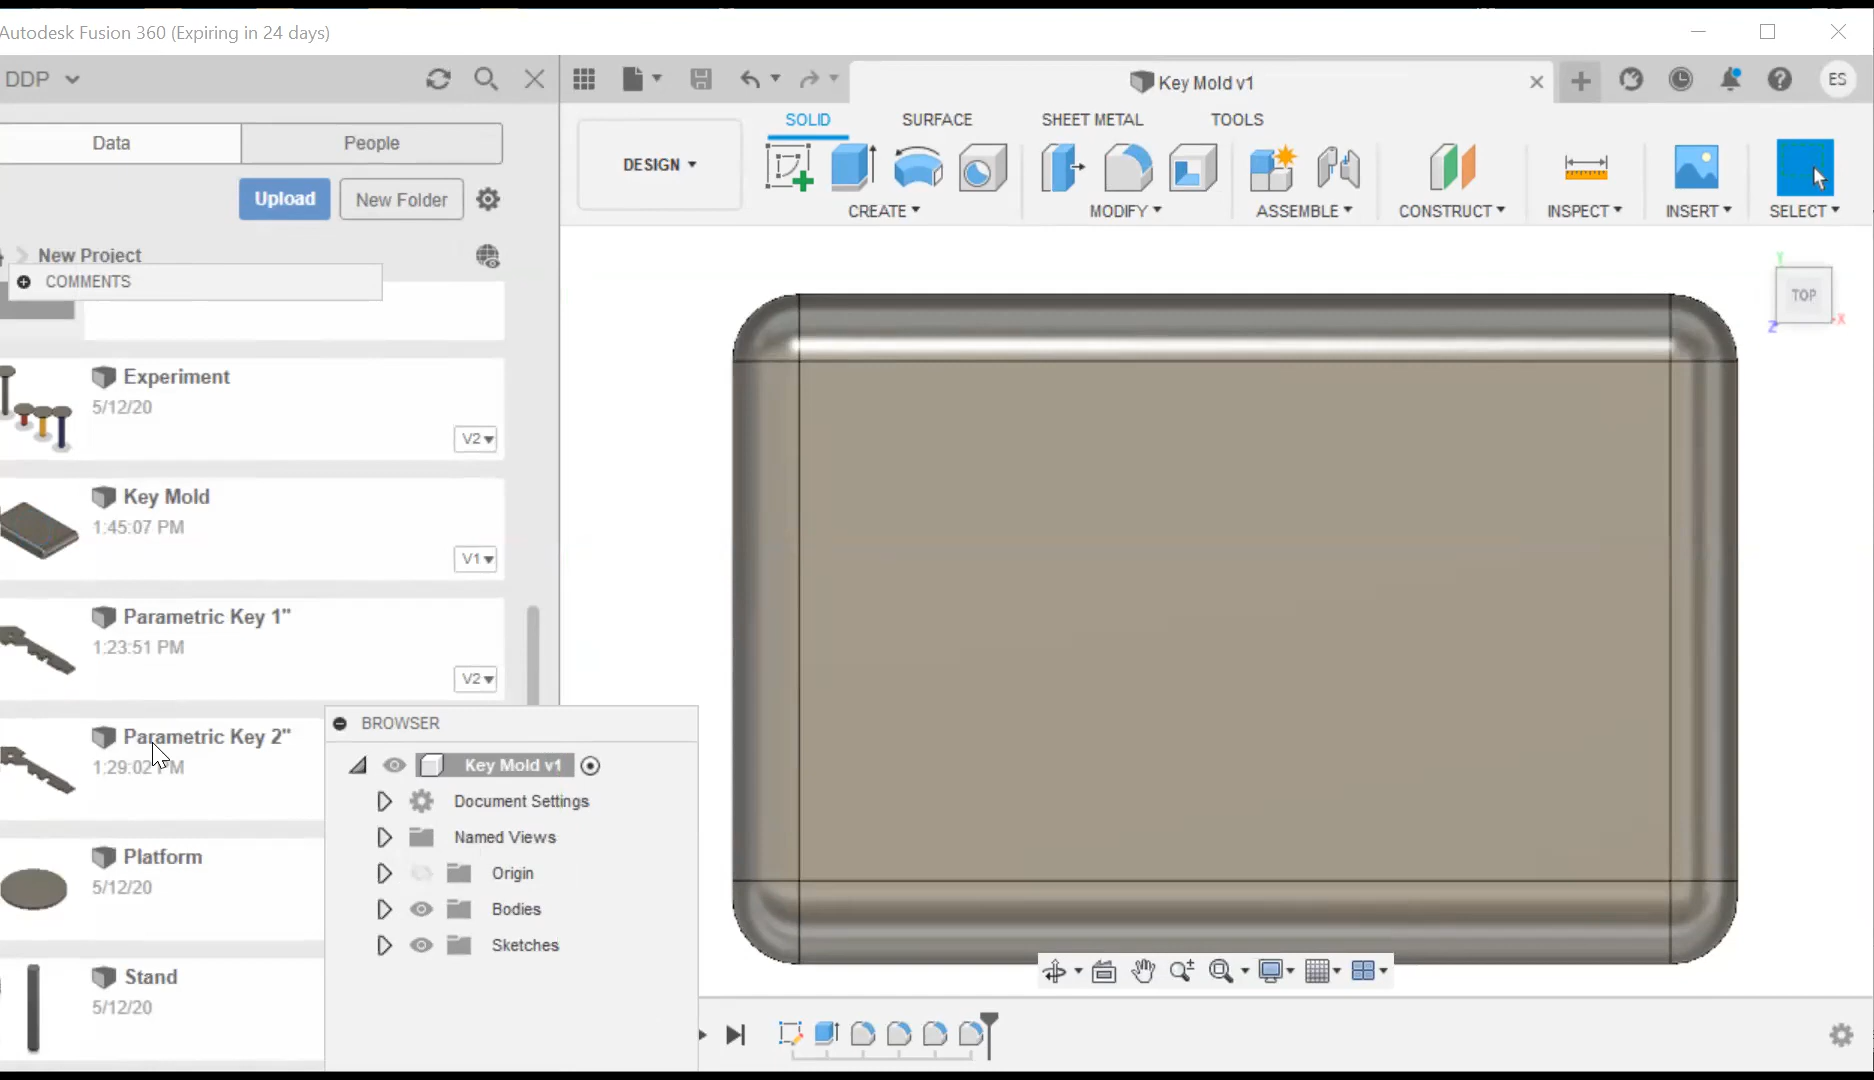 Autodesk Fusion 360 (Expiring in 24 days)
DDP
Key Mold v1
ES
Data
People
Upload
New Folder
New Project
COMMENTS
DESIGN
SOLID
SURFACE
SHEET METAL
TOOLS
CREATE
MODIFY
ASSEMBLE
CONSTRUCT
INSPECT
INSERT
SELECT
Y
TOP
Z
X
Experiment
5/12/20
V2
Key Mold
1:45:07 PM
V1
Parametric Key 1"
1:23:51 PM
V2
Parametric Key 2"
1:29:02 PM
Platform
5/12/20
Stand
5/12/20
BROWSER
Key Mold v1
Document Settings
Named Views
Origin
Bodies
Sketches